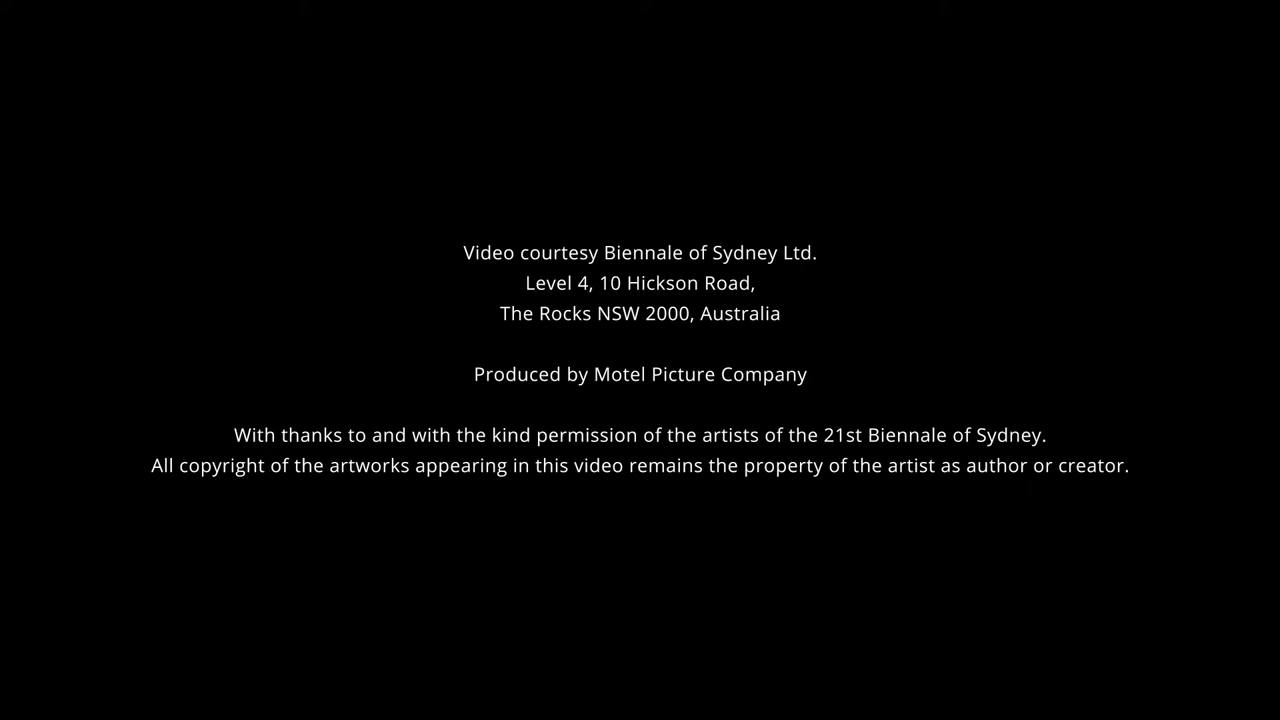 Video courtesy Biennale of Sydney Ltd.
Level 4, 10 Hickson Road,
The Rocks NSW 2000, Australia
Produced by Motel Picture Company
With thanks to and with the kind permission of the artists of the 21st Biennale of Sydney.
All copyright of the artworks appearing in this video remains the property of the artist as author or creator.